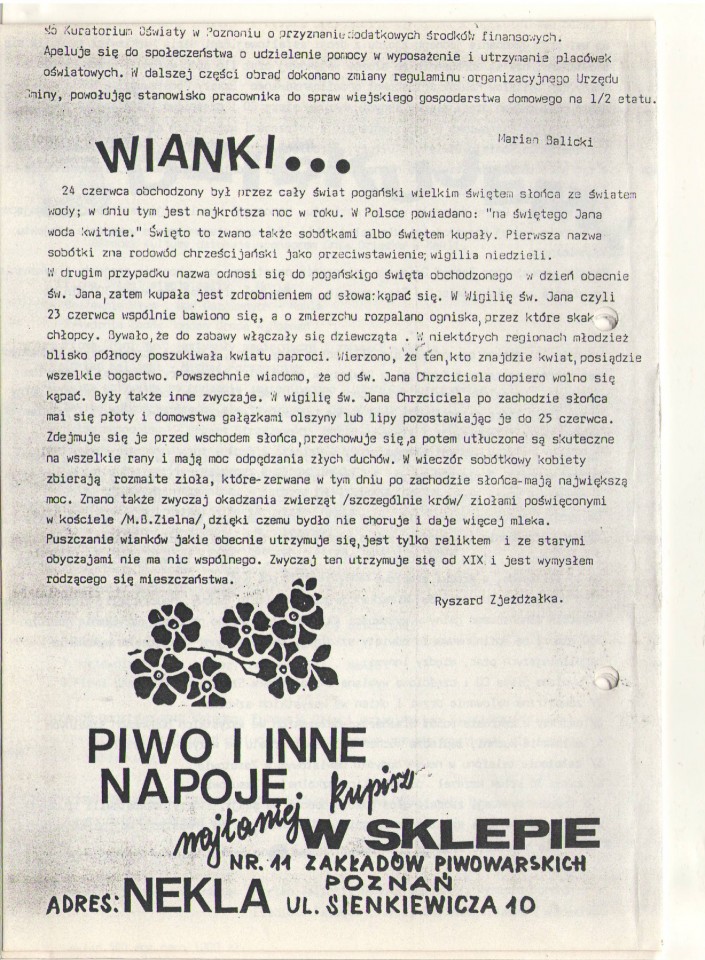 do Kuratorium Oświaty w Poznaniu o przyznanie dodatkowych środków finansowych.
Apeluje się do społeczeństwa o udzielenie pomocy w wyposażenie i utrzymanie placówek
oświatowych. W dalszej części obrad dokonano zmiany regulaminu organizacyjnego Urzędu
Gminy, powołując stanowisko pracownika do spraw wiejskiego gospodarstwa domowego na 1/2 etatu.
Marian Balicki
WIANKI...
24 czerwca obchodzony był przez cały świat pogański wielkim świętem słońca ze światem
wody; w dniu tym jest najkrótsza noc w roku. W Polsce powiadano: "na świętego Jana
woda kwitnie." Święto to zwano także sobótkami albo świętem kupały. Pierwsza nazwa
sobótki zna rodowód chrześcijański jako przeciwstawienie; wigilia niedzieli.
W drugim przypadku nazwa odnosi się do pogańskigo święta obchodzonego w dzień obecnie
św. Jana, zatem kupała jest zdrobnieniem od słowa:kąpać się. W Wigilię św. Jana czyli
23 czerwca wspólnie bawiono się, a o zmierzchu rozpalano ogniska, przez które skak
chłopcy. Bywało, że do zabawy włączały się dziewczęta . W niektórych regionach młodzież
blisko północy poszukiwała kwiatu paproci. Wierzono, że ten, kto znajdzie kwiat, posiądzie
wszelkie bogactwo. Powszechnie wiadomo, że od św. Jana Chrzciciela dopiero wolno się
kąpać. Były także inne zwyczaje. W wigilię św. Jana Chrzciciela po zachodzie słońca
mai się płoty i domowstwa gałązkami olszyny lub lipy pozostawiając je do 25 czerwca.
Zdejmuje się je przed wschodem słońca, przechowuje się ,a potem utłuczone są skuteczne
na wszelkie rany i mają moc odpędzania złych duchów. W wieczór sobótkowy kobiety
zbierają rozmaite zioła, które-zerwane w tym dniu po zachodzie słońca-mają największą
moc. Znano także zwyczaj okadzania zwierząt /szczególnie krów/ ziołami poświęconymi
w kościele /M.B.Zielna/, dzięki czemu bydło nie choruje i daje więcej mleka.
Puszczanie wianków jakie obecnie utrzymuje się, jest tylko reliktem i ze starymi
obyczajami nie ma nic wspólnego. Zwyczaj ten utrzymuje się od XIX i jest wymysłem
rodzącego się mieszczaństwa.
Ryszard Zjeżdżałka.
PIWO I INNE
NAPOJE. kupisz
najtaniej W SKLEPIE
NR. 11 ZAKŁADÓW PIWOWARSKICH
POZNAŃ
ADRES: NEKLA UL. SIENKIEWICZA 10